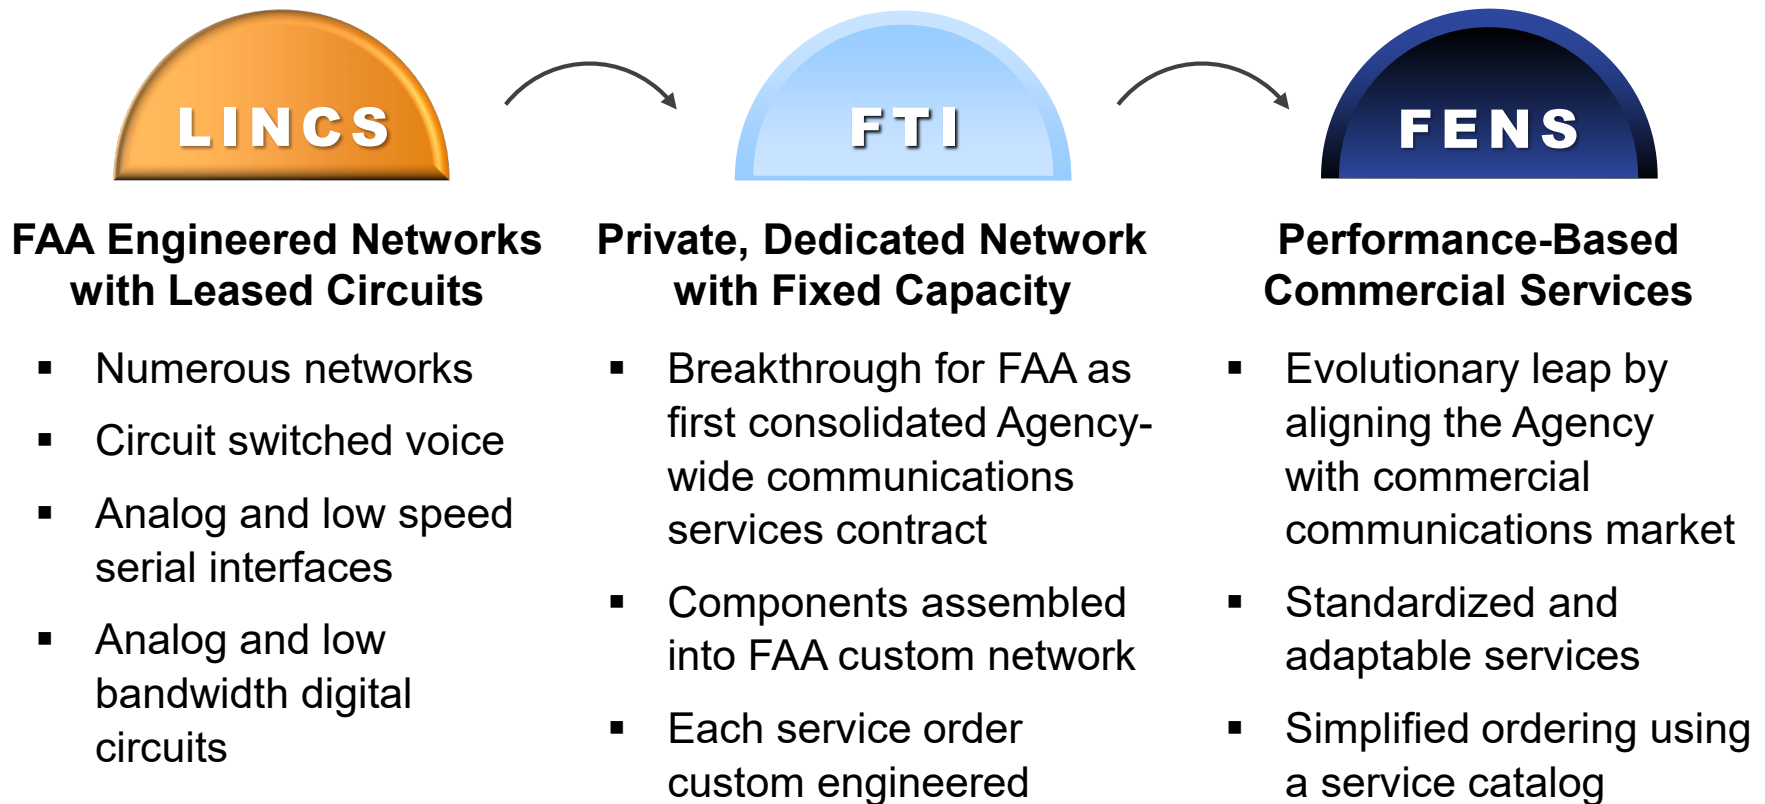 LINCS
FTI
FENS
FAA Engineered Networks
with Leased Circuits
▪ Numerous networks
▪ Circuit switched voice
▪ Analog and low speed
serial interfaces
▪ Analog and low
bandwidth digital
circuits
Private, Dedicated Network
with Fixed Capacity
▪ Breakthrough for FAA as
first consolidated Agency-
wide communications
services contract
▪ Components assembled
into FAA custom network
▪ Each service order
custom engineered
Performance-Based
Commercial Services
▪ Evolutionary leap by
aligning the Agency
with commercial
communications market
▪ Standardized and
adaptable services
▪ Simplified ordering using
a service catalog